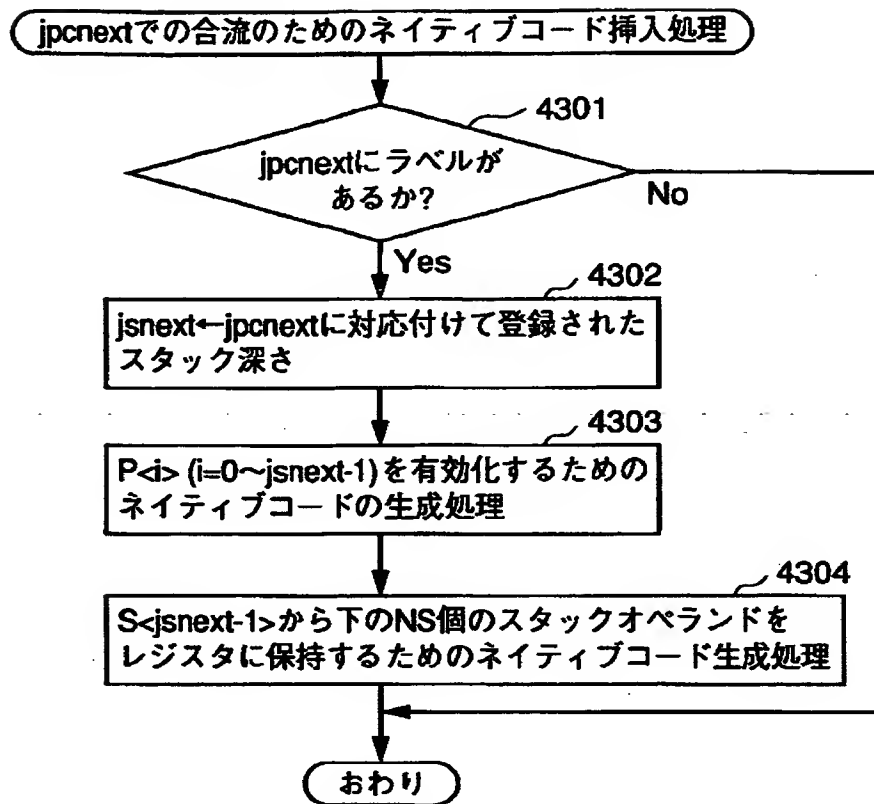 jpcnextでの合流のためのネイティブコード挿入処理
4301
jpcnextにラベルが
あるか?
No
Yes
4302
jsnext←jpcnextに対応付けて登録された
スタック深さ
4303
P<i> (i=0~jsnext-1)を有効化するための
ネイティブコードの生成処理
4304
S<jsnext-1>から下のNS個のスタックオペランドを
レジスタに保持するためのネイティブコード生成処理
おわり